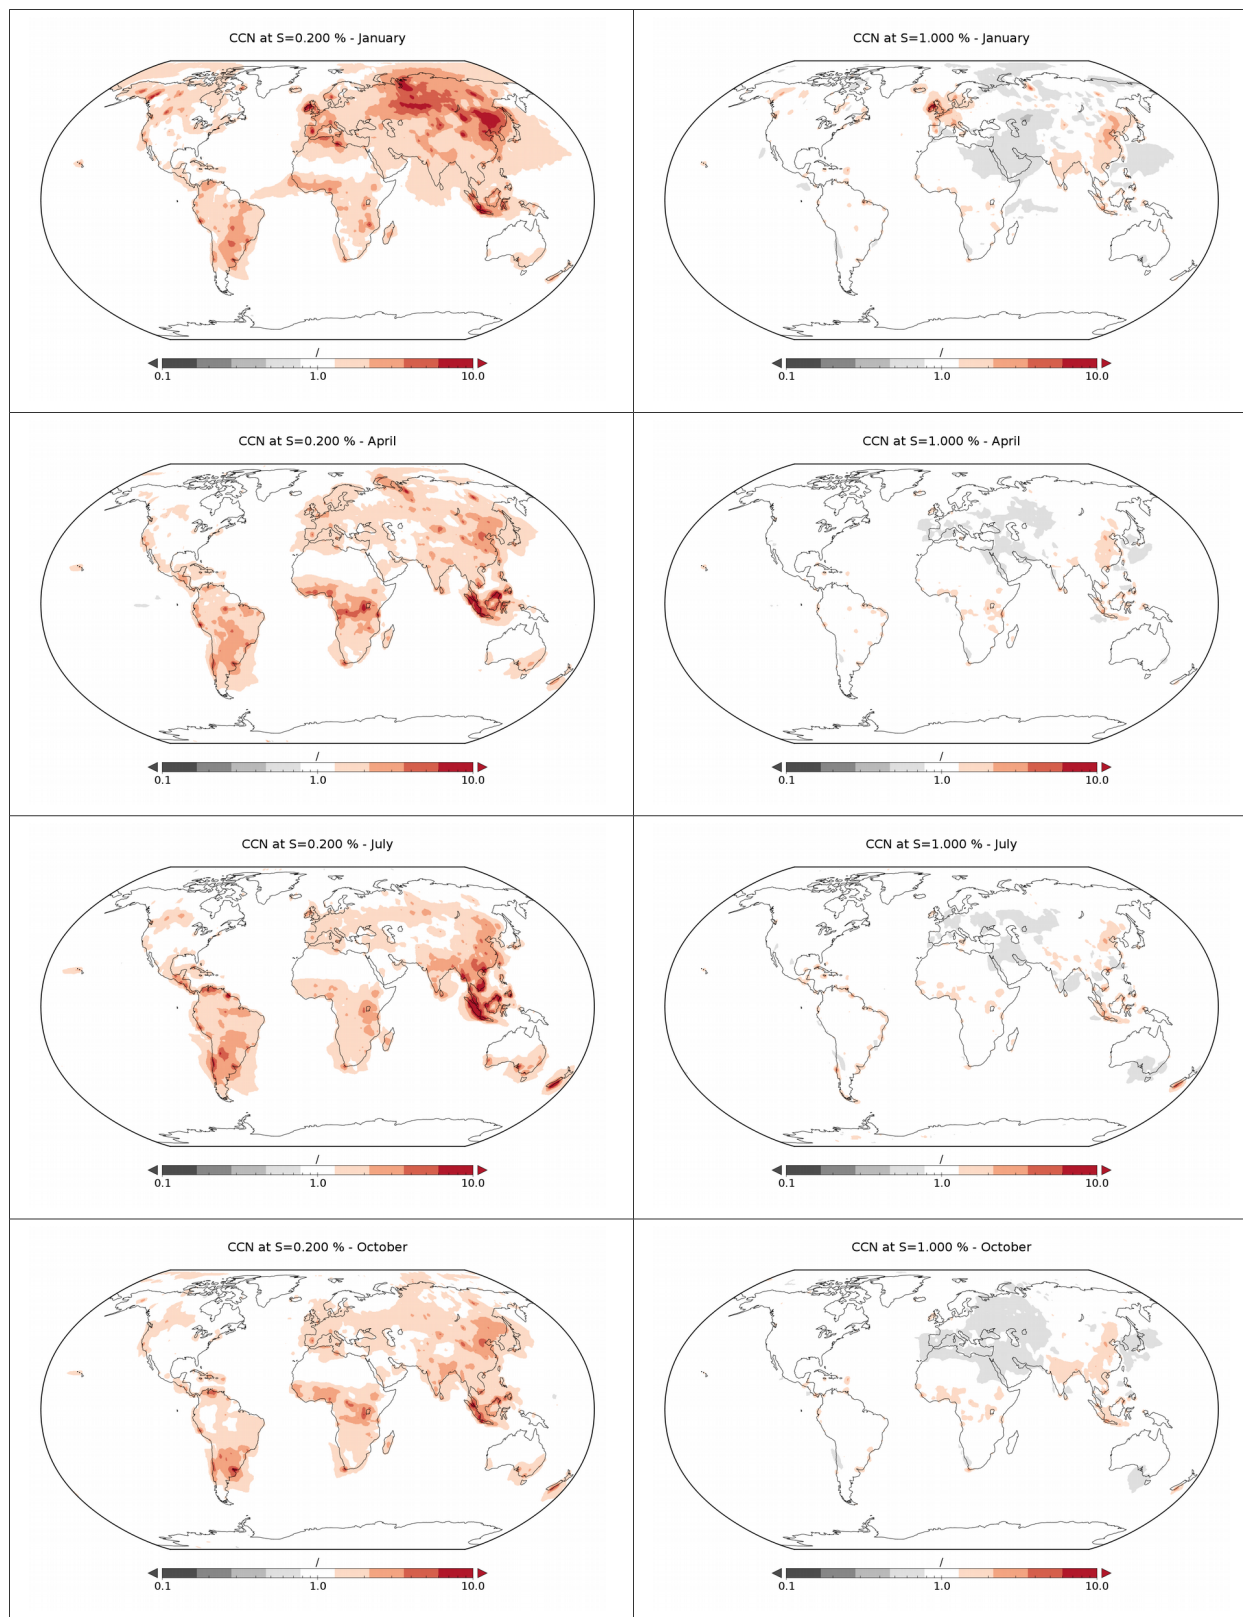 CCN at S=0.200 % - January
/
0.1 1.0 10.0
CCN at S=1.000 % - January
/
0.1 1.0 10.0
CCN at S=0.200 % - April
/
0.1 1.0 10.0
CCN at S=1.000 % - April
/
0.1 1.0 10.0
CCN at S=0.200 % - July
/
0.1 1.0 10.0
CCN at S=1.000 % - July
/
0.1 1.0 10.0
CCN at S=0.200 % - October
/
0.1 1.0 10.0
CCN at S=1.000 % - October
/
0.1 1.0 10.0